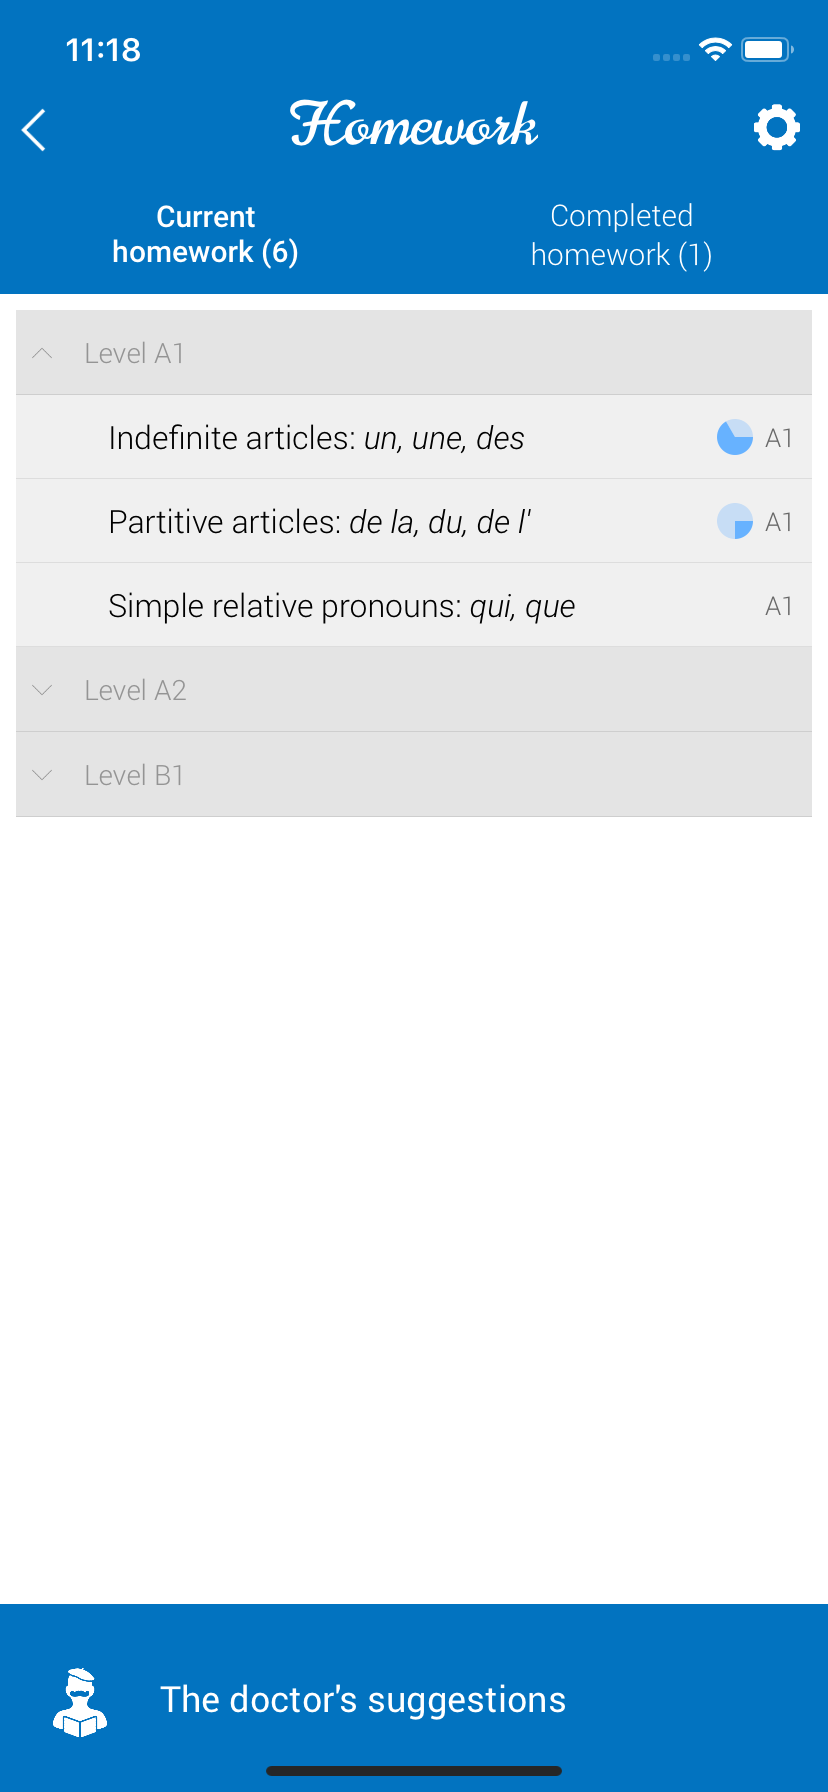 11:18
Homework
Current
homework (6)
Completed
homework (1)
Level A1
Indefinite articles: un, une, des A1
Partitive articles: de la, du, de l' A1
Simple relative pronouns: qui, que A1
Level A2
Level B1
The doctor's suggestions